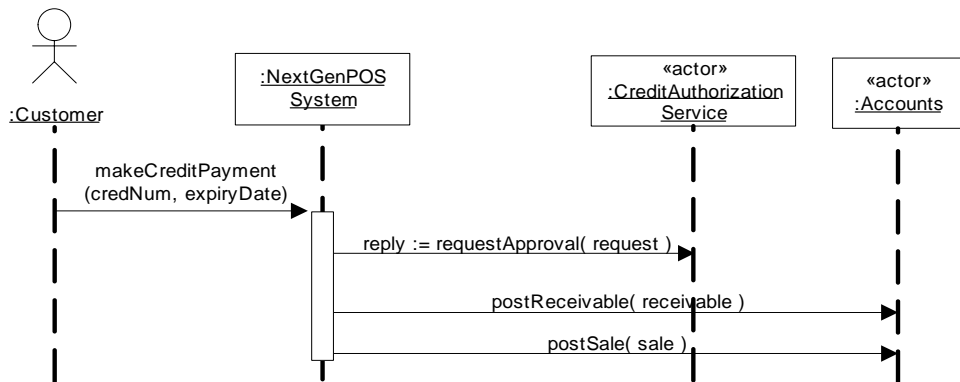 :NextGenPOS
System
«actor»
:CreditAuthorization
Service
«actor»
:Accounts
:Customer
makeCreditPayment
(credNum, expiryDate)
reply := requestApproval( request )
postReceivable( receivable )
postSale( sale )